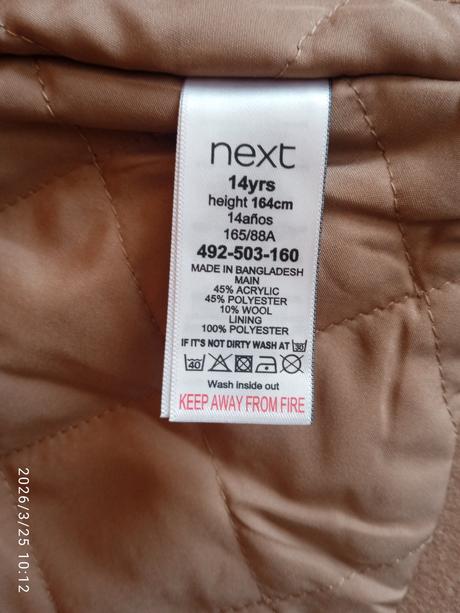 next
14yrs
height 164cm
14años
165/88A
492-503-160
MADE IN BANGLADESH
MAIN
45% ACRYLIC
45% POLYESTER
10% WOOL
LINING
100% POLYESTER
IF IT'S NOT DIRTY WASH AT 30
40
Wash inside out
KEEP AWAY FROM FIRE
2026/3/25 10:12